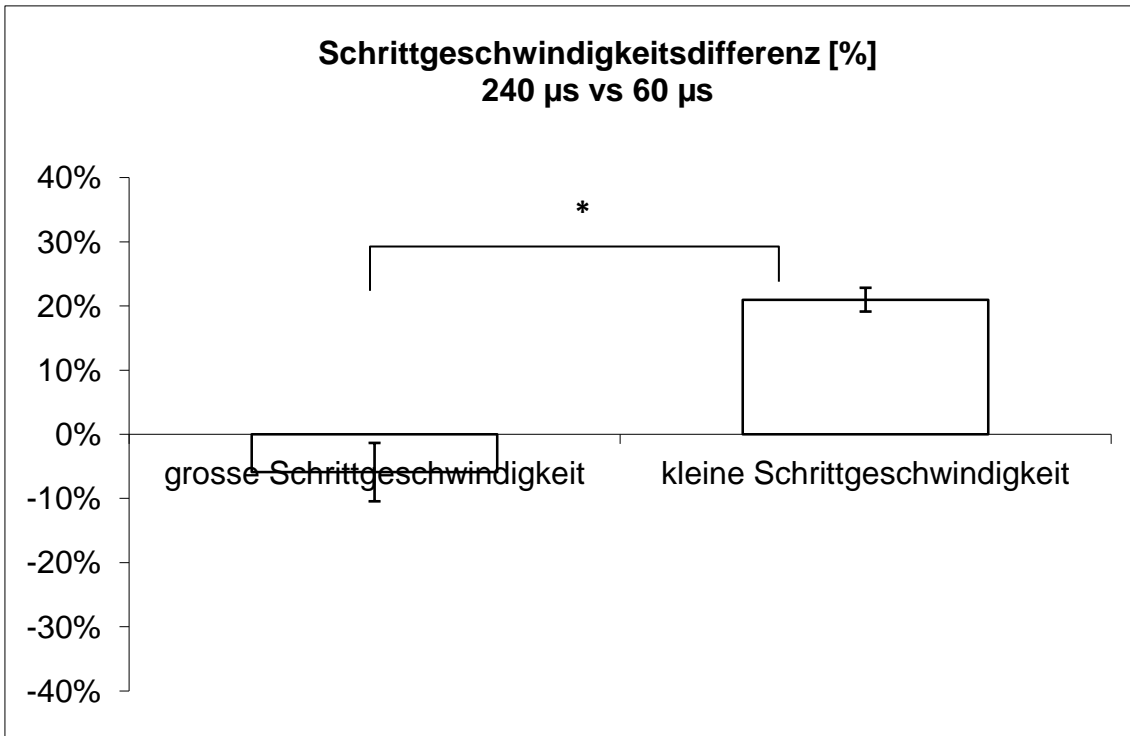 Schrittgeschwindigkeitsdifferenz [%]
240 µs vs 60 µs
40%
*
30%
20%
10%
0%
grosse Schrittgeschwindigkeit
kleine Schrittgeschwindigkeit
-10%
-20%
-30%
-40%